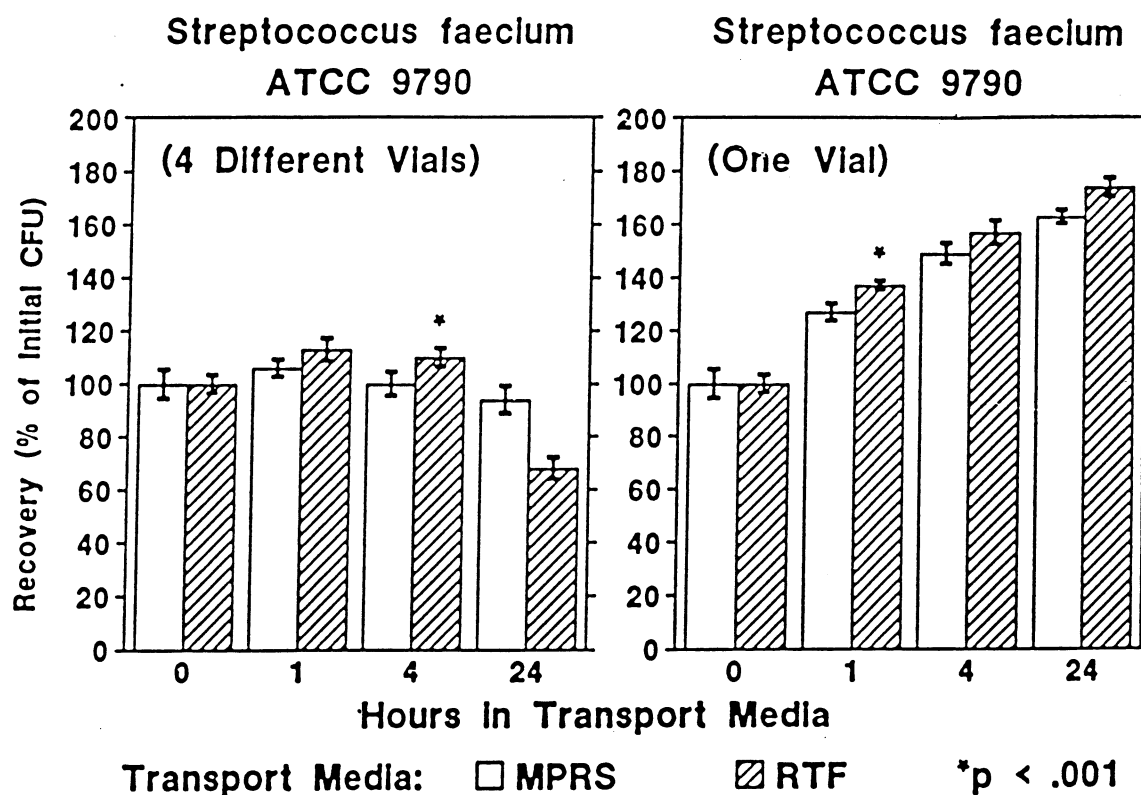 Streptococcus faecium
ATCC 9790
Streptococcus faecium
ATCC 9790
Recovery (% of Initial CFU)
200
180
160
140
120
100
80
60
40
20
0
(4 Different Vials)
*
0 1 4 24
200
180
160
140
120
100
80
60
40
20
0
(One Vial)
*
0 1 4 24
Hours in Transport Media
Transport Media: MPRS RTF *p < .001